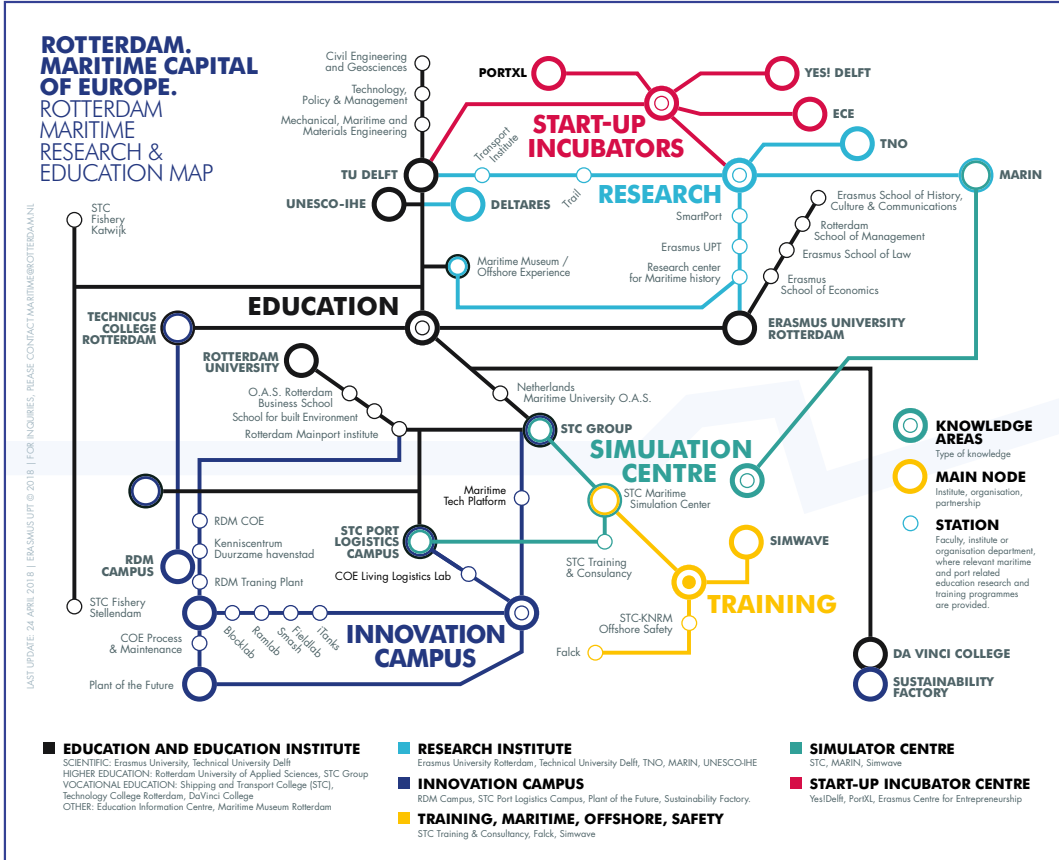 ROTTERDAM.
MARITIME CAPITAL
OF EUROPE.
ROTTERDAM
MARITIME
RESEARCH &
EDUCATION MAP
LAST UPDATE: 24 APRIL 2018 | ERASMUS UPT © 2018 | FOR INQUIRIES, PLEASE CONTACT MARITIME@ROTTERDAM.NL
Civil Engineering
and Geosciences
Technology,
Policy & Management
Mechanical, Maritime and
Materials Engineering
TU DELFT
UNESCO-IHE
DELTARES
Transport
Institute
Trail
PORTXL
YES! DELFT
ECE
START-UP
INCUBATORS
TNO
RESEARCH
MARIN
SmartPort
Erasmus UPT
Research center
for Maritime history
Erasmus School of History,
Culture & Communications
Rotterdam
School of Management
Erasmus School of Law
Erasmus
School of Economics
STC
Fishery
Katwijk
Maritime Museum /
Offshore Experience
EDUCATION
TECHNICUS
COLLEGE
ROTTERDAM
ERASMUS UNIVERSITY
ROTTERDAM
ROTTERDAM
UNIVERSITY
O.A.S. Rotterdam
Business School
School for built Environment
Rotterdam Mainport institute
Netherlands
Maritime University O.A.S.
STC GROUP
SIMULATION
CENTRE
STC Maritime
Simulation Center
Maritime
Tech Platform
STC PORT
LOGISTICS
CAMPUS
COE Living Logistics Lab
STC Training
& Consulancy
SIMWAVE
TRAINING
STC-KNRM
Offshore Safety
Falck
RDM COE
Kenniscentrum
Duurzame havenstad
RDM
CAMPUS
RDM Traning Plant
STC Fishery
Stellendam
COE Process
& Maintenance
Plant of the Future
Blocklab
Ramlab
Smash
Fieldlab
iTanks
INNOVATION
CAMPUS
KNOWLEDGE
AREAS
Type of knowledge
MAIN NODE
Institute, organisation,
partnership
STATION
Faculty, institute or
organisation department,
where relevant maritime
and port related
education research and
training programmes
are provided.
DA VINCI COLLEGE
SUSTAINABILITY
FACTORY
EDUCATION AND EDUCATION INSTITUTE
SCIENTIFIC: Erasmus University, Technical University Delft
HIGHER EDUCATION: Rotterdam University of Applied Sciences, STC Group
VOCATIONAL EDUCATION: Shipping and Transport College (STC),
Technology College Rotterdam, DaVinci College
OTHER: Education Information Centre, Maritime Museum Rotterdam
RESEARCH INSTITUTE
Erasmus University Rotterdam, Technical University Delft, TNO, MARIN, UNESCO-IHE
INNOVATION CAMPUS
RDM Campus, STC Port Logistics Campus, Plant of the Future, Sustainability Factory.
TRAINING, MARITIME, OFFSHORE, SAFETY
STC Training & Consultancy, Falck, Simwave
SIMULATOR CENTRE
STC, MARIN, Simwave
START-UP INCUBATOR CENTRE
Yes!Delft, PortXL, Erasmus Centre for Entrepreneurship